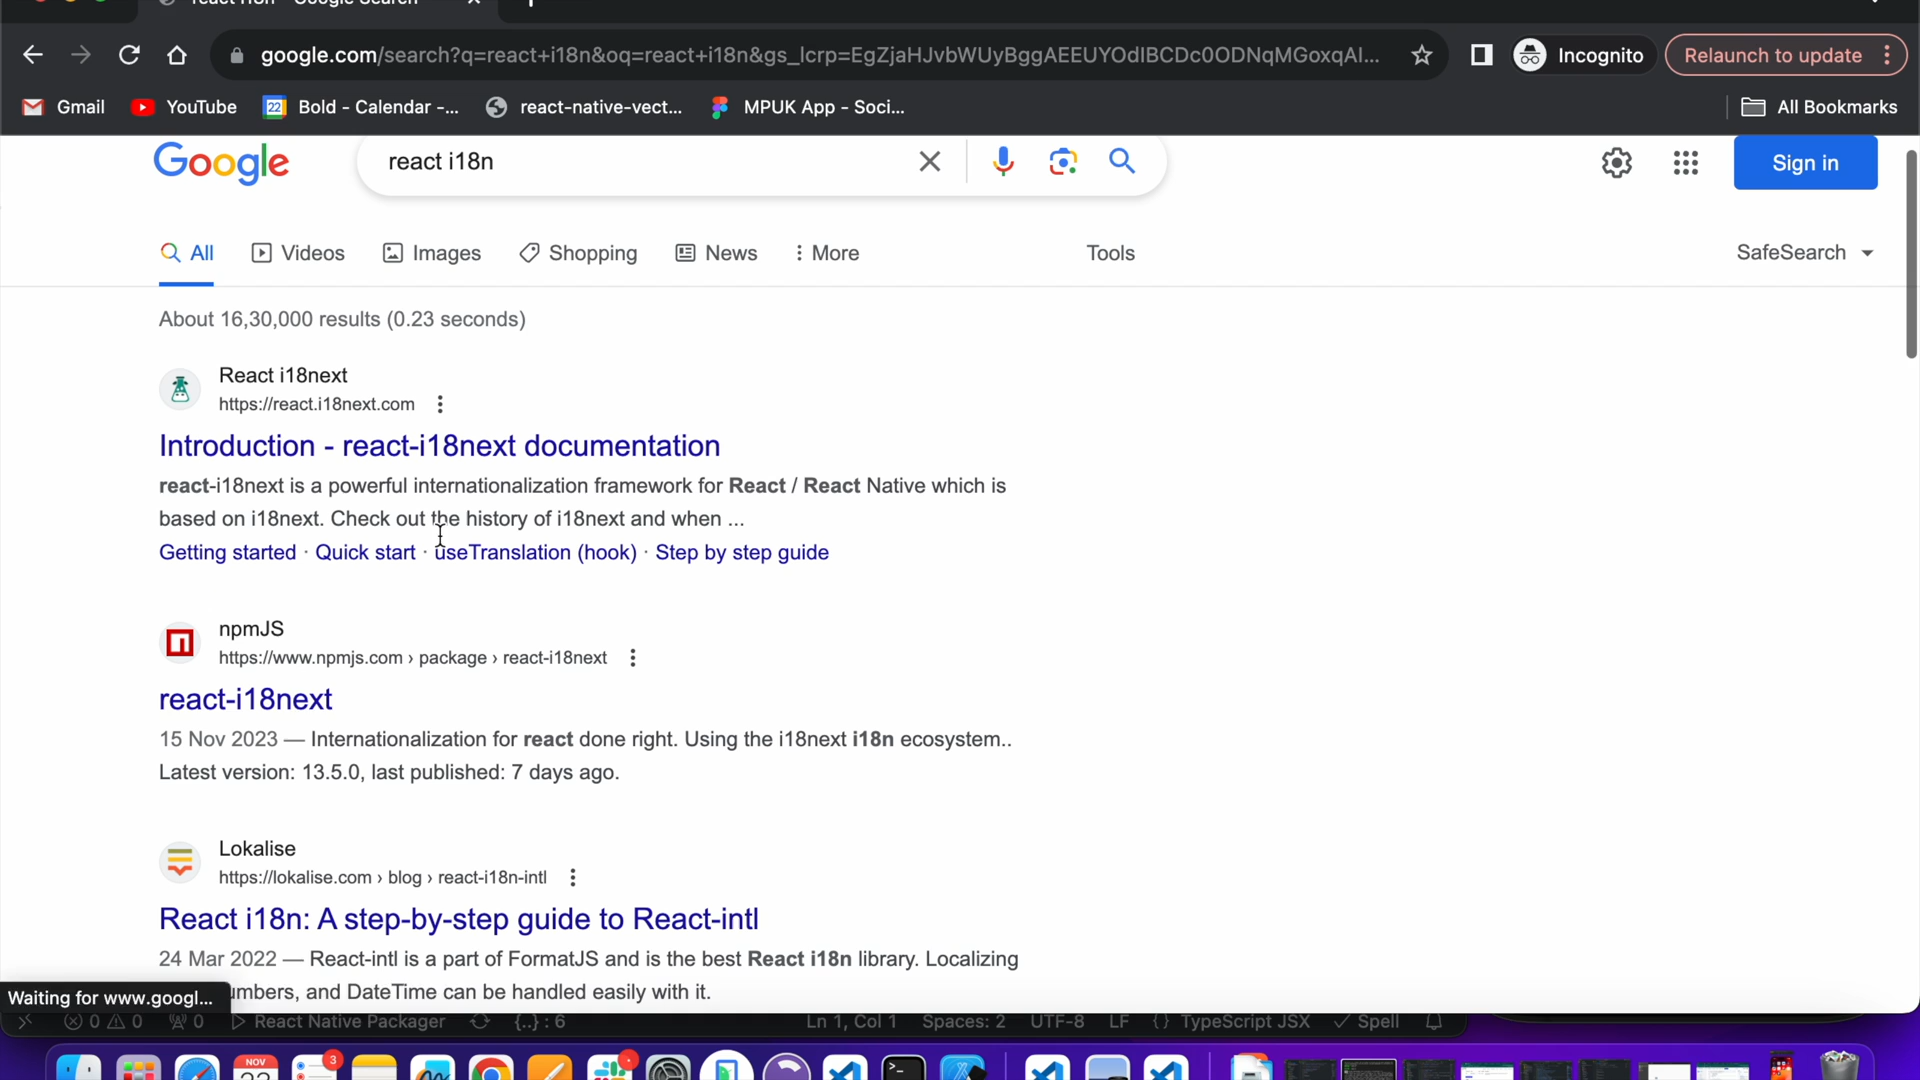 google.com/search?q=react+i18n&oq=react+i18n&gs_lcrp=EgZjaHJvbWUyBggAEEUYOdIBCDc0ODNqMGoxqAI...
Incognito
Relaunch to update
Gmail
YouTube
22
Bold - Calendar -...
react-native-vect...
MPUK App - Soci...
All Bookmarks
Google
react i18n
Sign in
All
Videos
Images
Shopping
News
More
Tools
SafeSearch
About 16,30,000 results (0.23 seconds)
React i18next
https://react.i18next.com
Introduction - react-i18next documentation
react-i18next is a powerful internationalization framework for React / React Native which is
based on i18next. Check out the history of i18next and when ...
Getting started · Quick start · useTranslation (hook) · Step by step guide
npmJS
https://www.npmjs.com › package › react-i18next
react-i18next
15 Nov 2023 — Internationalization for react done right. Using the i18next i18n ecosystem..
Latest version: 13.5.0, last published: 7 days ago.
Lokalise
https://lokalise.com › blog › react-i18n-intl
React i18n: A step-by-step guide to React-intl
24 Mar 2022 — React-intl is a part of FormatJS and is the best React i18n library. Localizing
umbers, and DateTime can be handled easily with it.
Waiting for www.googl...
0 0 0 React Native Packager {..} : 6 Ln 1, Col 1 Spaces: 2 UTF-8 LF {} TypeScript JSX Spell
NOV
3